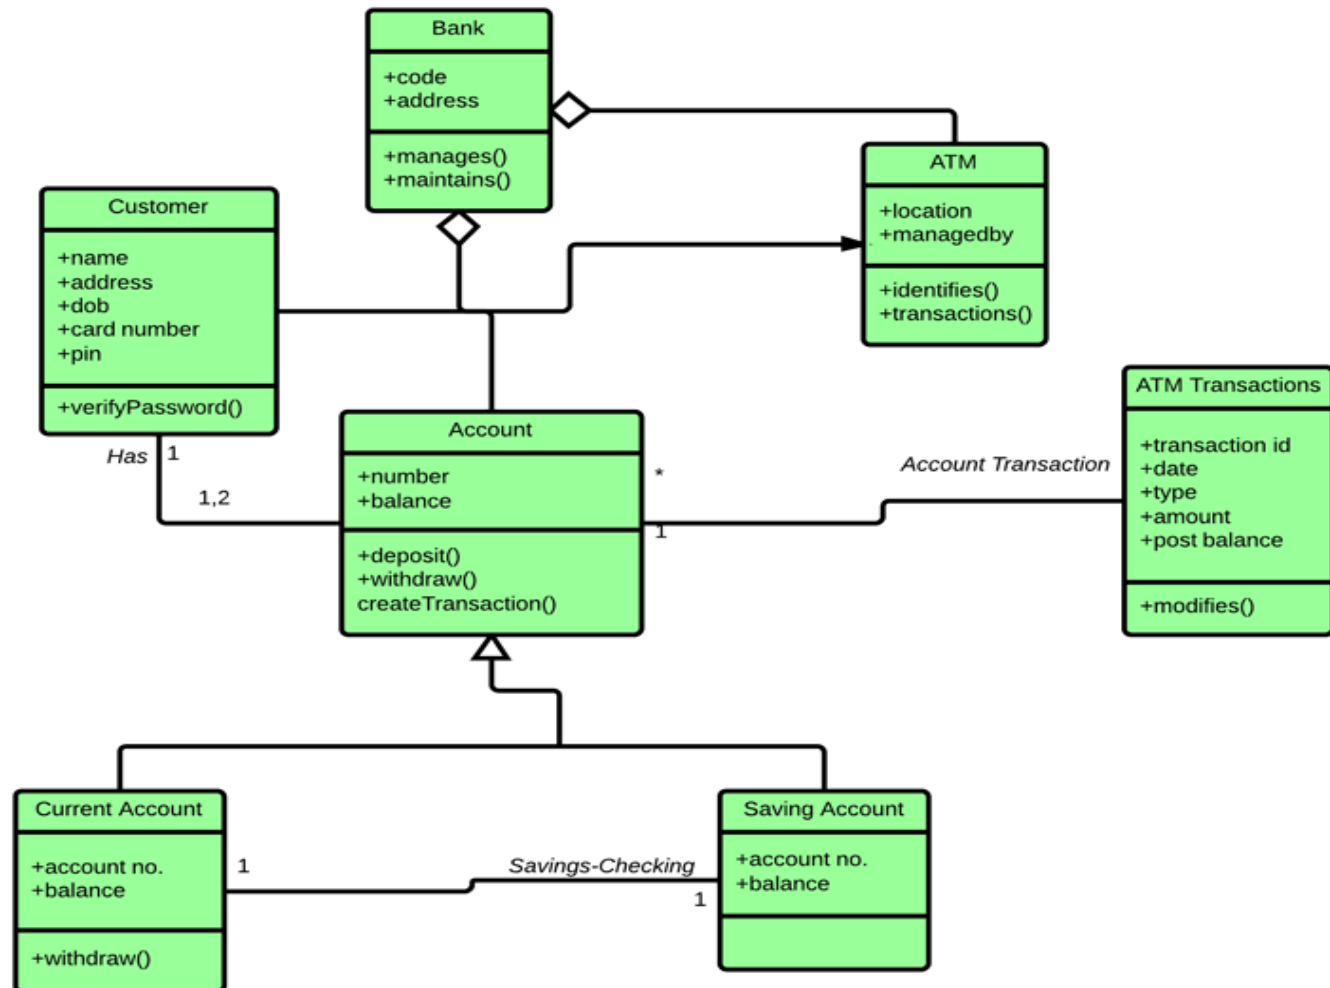 Bank
+code
+address
+manages()
+maintains()
ATM
+location
+managedby
+identifies()
+transactions()
Customer
+name
+address
+dob
+card number
+pin
+verifyPassword()
Has
1
1,2
Account
+number
+balance
+deposit()
+withdraw()
createTransaction()
*
1
Account Transaction
ATM Transactions
+transaction id
+date
+type
+amount
+post balance
+modifies()
Current Account
+account no.
+balance
+withdraw()
1
Savings-Checking
1
Saving Account
+account no.
+balance